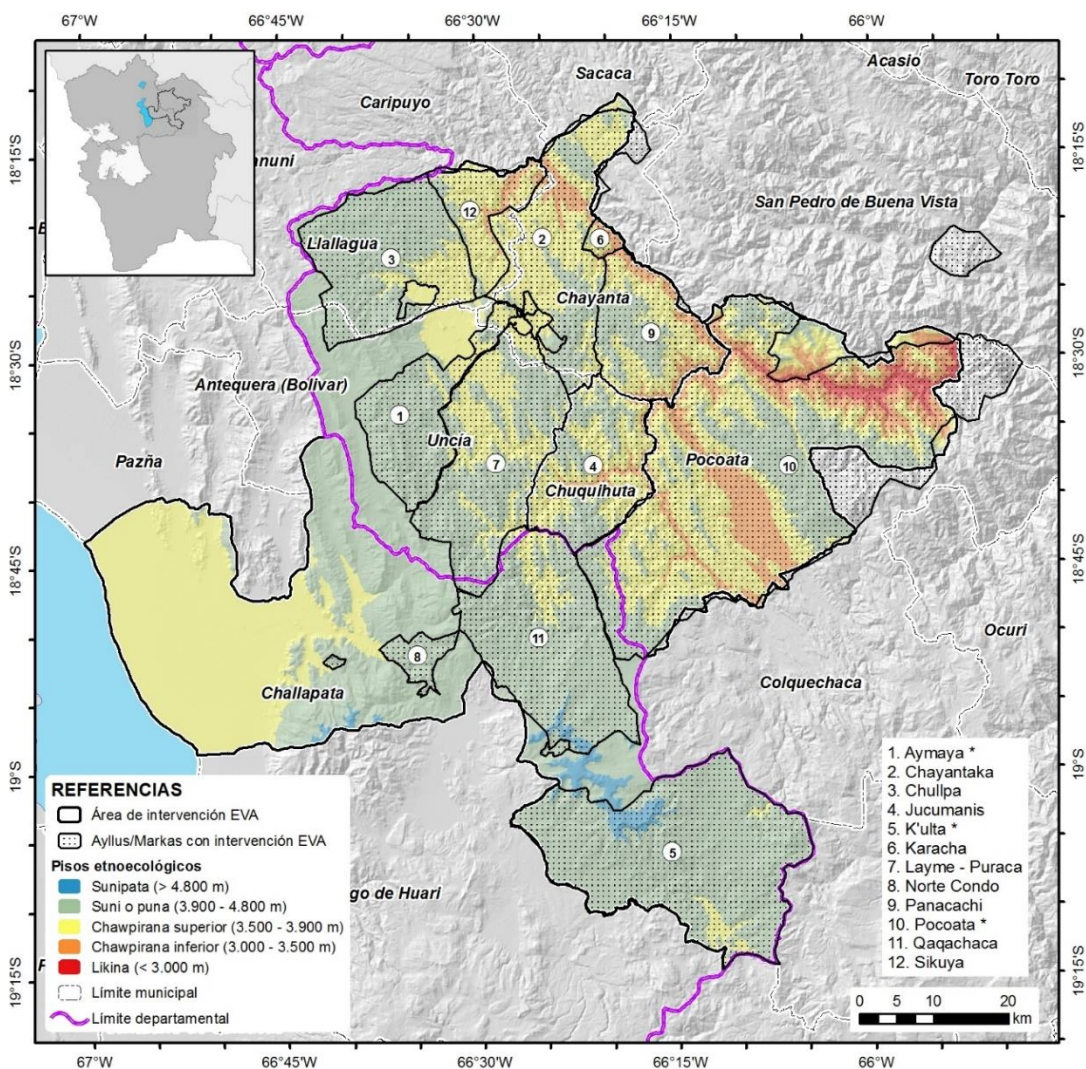 67°W 66°45'W 66°30'W 66°15'W 66°W
Acasio
Sacaca
Toro Toro
Caripuyo
18°15'S
anuni
18°15'S
San Pedro de Buena Vista
12
2
6
Llallagua
3
Chayanta
9
18°30'S
18°30'S
Antequera (Bolivar)
1
Uncía
Pazña
7
4
Pocoata
10
Chuquihuta
18°45'S
18°45'S
11
Ocuri
8
Colquechaca
Challapata
19°S
19°S
REFERENCIAS
Área de intervención EVA
Ayllus/Markas con intervención EVA
Pisos etnoecológicos
Sunipata (> 4.800 m)
Suni o puna (3.900 - 4.800 m)
Chawpirana superior (3.500 - 3.900 m)
Chawpirana inferior (3.000 - 3.500 m)
Likina (< 3.000 m)
Límite municipal
Límite departamental
5
go de Huari
1. Aymaya *
2. Chayantaka
3. Chullpa
4. Jucumanis
5. K'ulta *
6. Karacha
7. Layme - Puraca
8. Norte Condo
9. Panacachi
10. Pocoata *
11. Qaqachaca
12. Sikuya
0 5 10 20
km
19°15'S
19°15'S
67°W 66°45'W 66°30'W 66°15'W 66°W